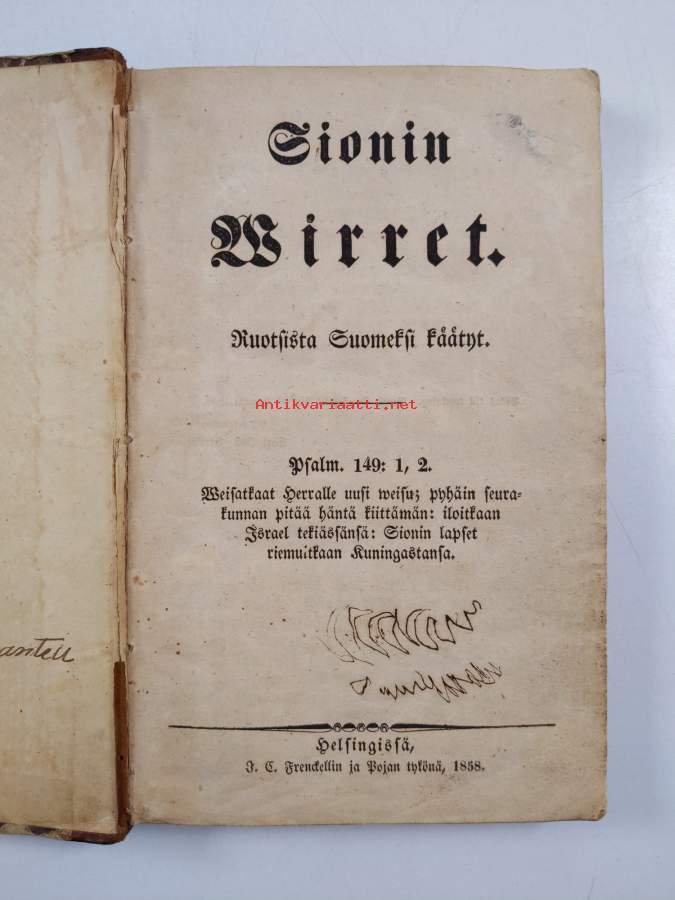 Sionin
Wirret.
Ruotsista Suomeksi käätyt.
Antikvariaatti.net
Psalm. 149: 1, 2.
Weisatkaat Herralle uusi weisu; pyhäin seura-
kunnan pitää häntä kiittämän: iloitkaan
Israel tekiässänsä: Sionin lapset
riemuitkaan Kuningastansa.
Helsingissä,
J. C. Frenckellin ja Pojan tykönä, 1858.